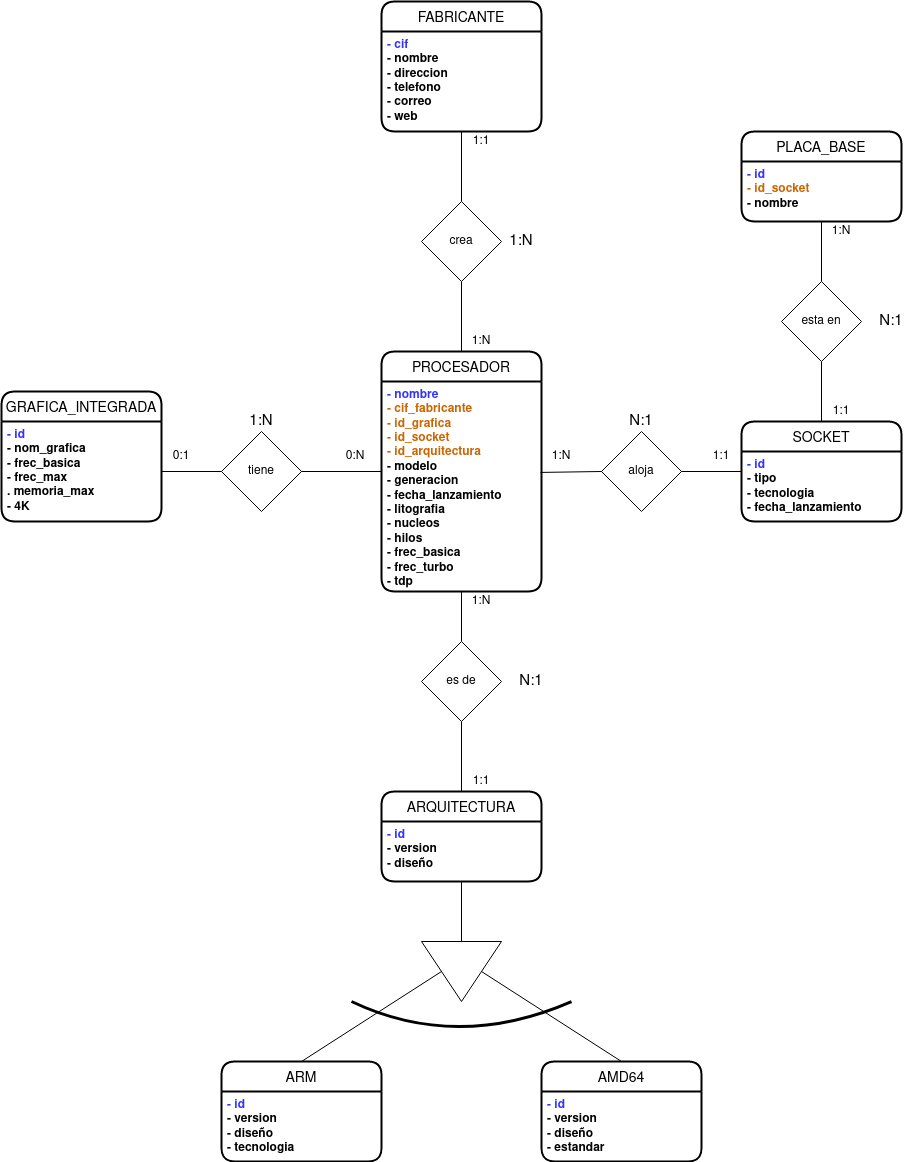 FABRICANTE
- cif
- nombre
- direccion
- telefono
- correo
- web
1:1
crea
1:N
1:N
PLACA_BASE
- id
- id_socket
- nombre
1:N
esta en
N:1
1:1
PROCESADOR
- nombre
- cif_fabricante
- id_grafica
- id_socket
- id_arquitectura
- modelo
- generacion
- fecha_lanzamiento
- litografia
- nucleos
- hilos
- frec_basica
- frec_turbo
- tdp
GRAFICA_INTEGRADA
- id
- nom_grafica
- frec_basica
- frec_max
. memoria_max
- 4K
0:1
1:N
tiene
0:N
1:N
N:1
aloja
1:1
SOCKET
- id
- tipo
- tecnologia
- fecha_lanzamiento
1:N
es de
N:1
1:1
ARQUITECTURA
- id
- version
- diseño
ARM
- id
- version
- diseño
- tecnologia
AMD64
- id
- version
- diseño
- estandar